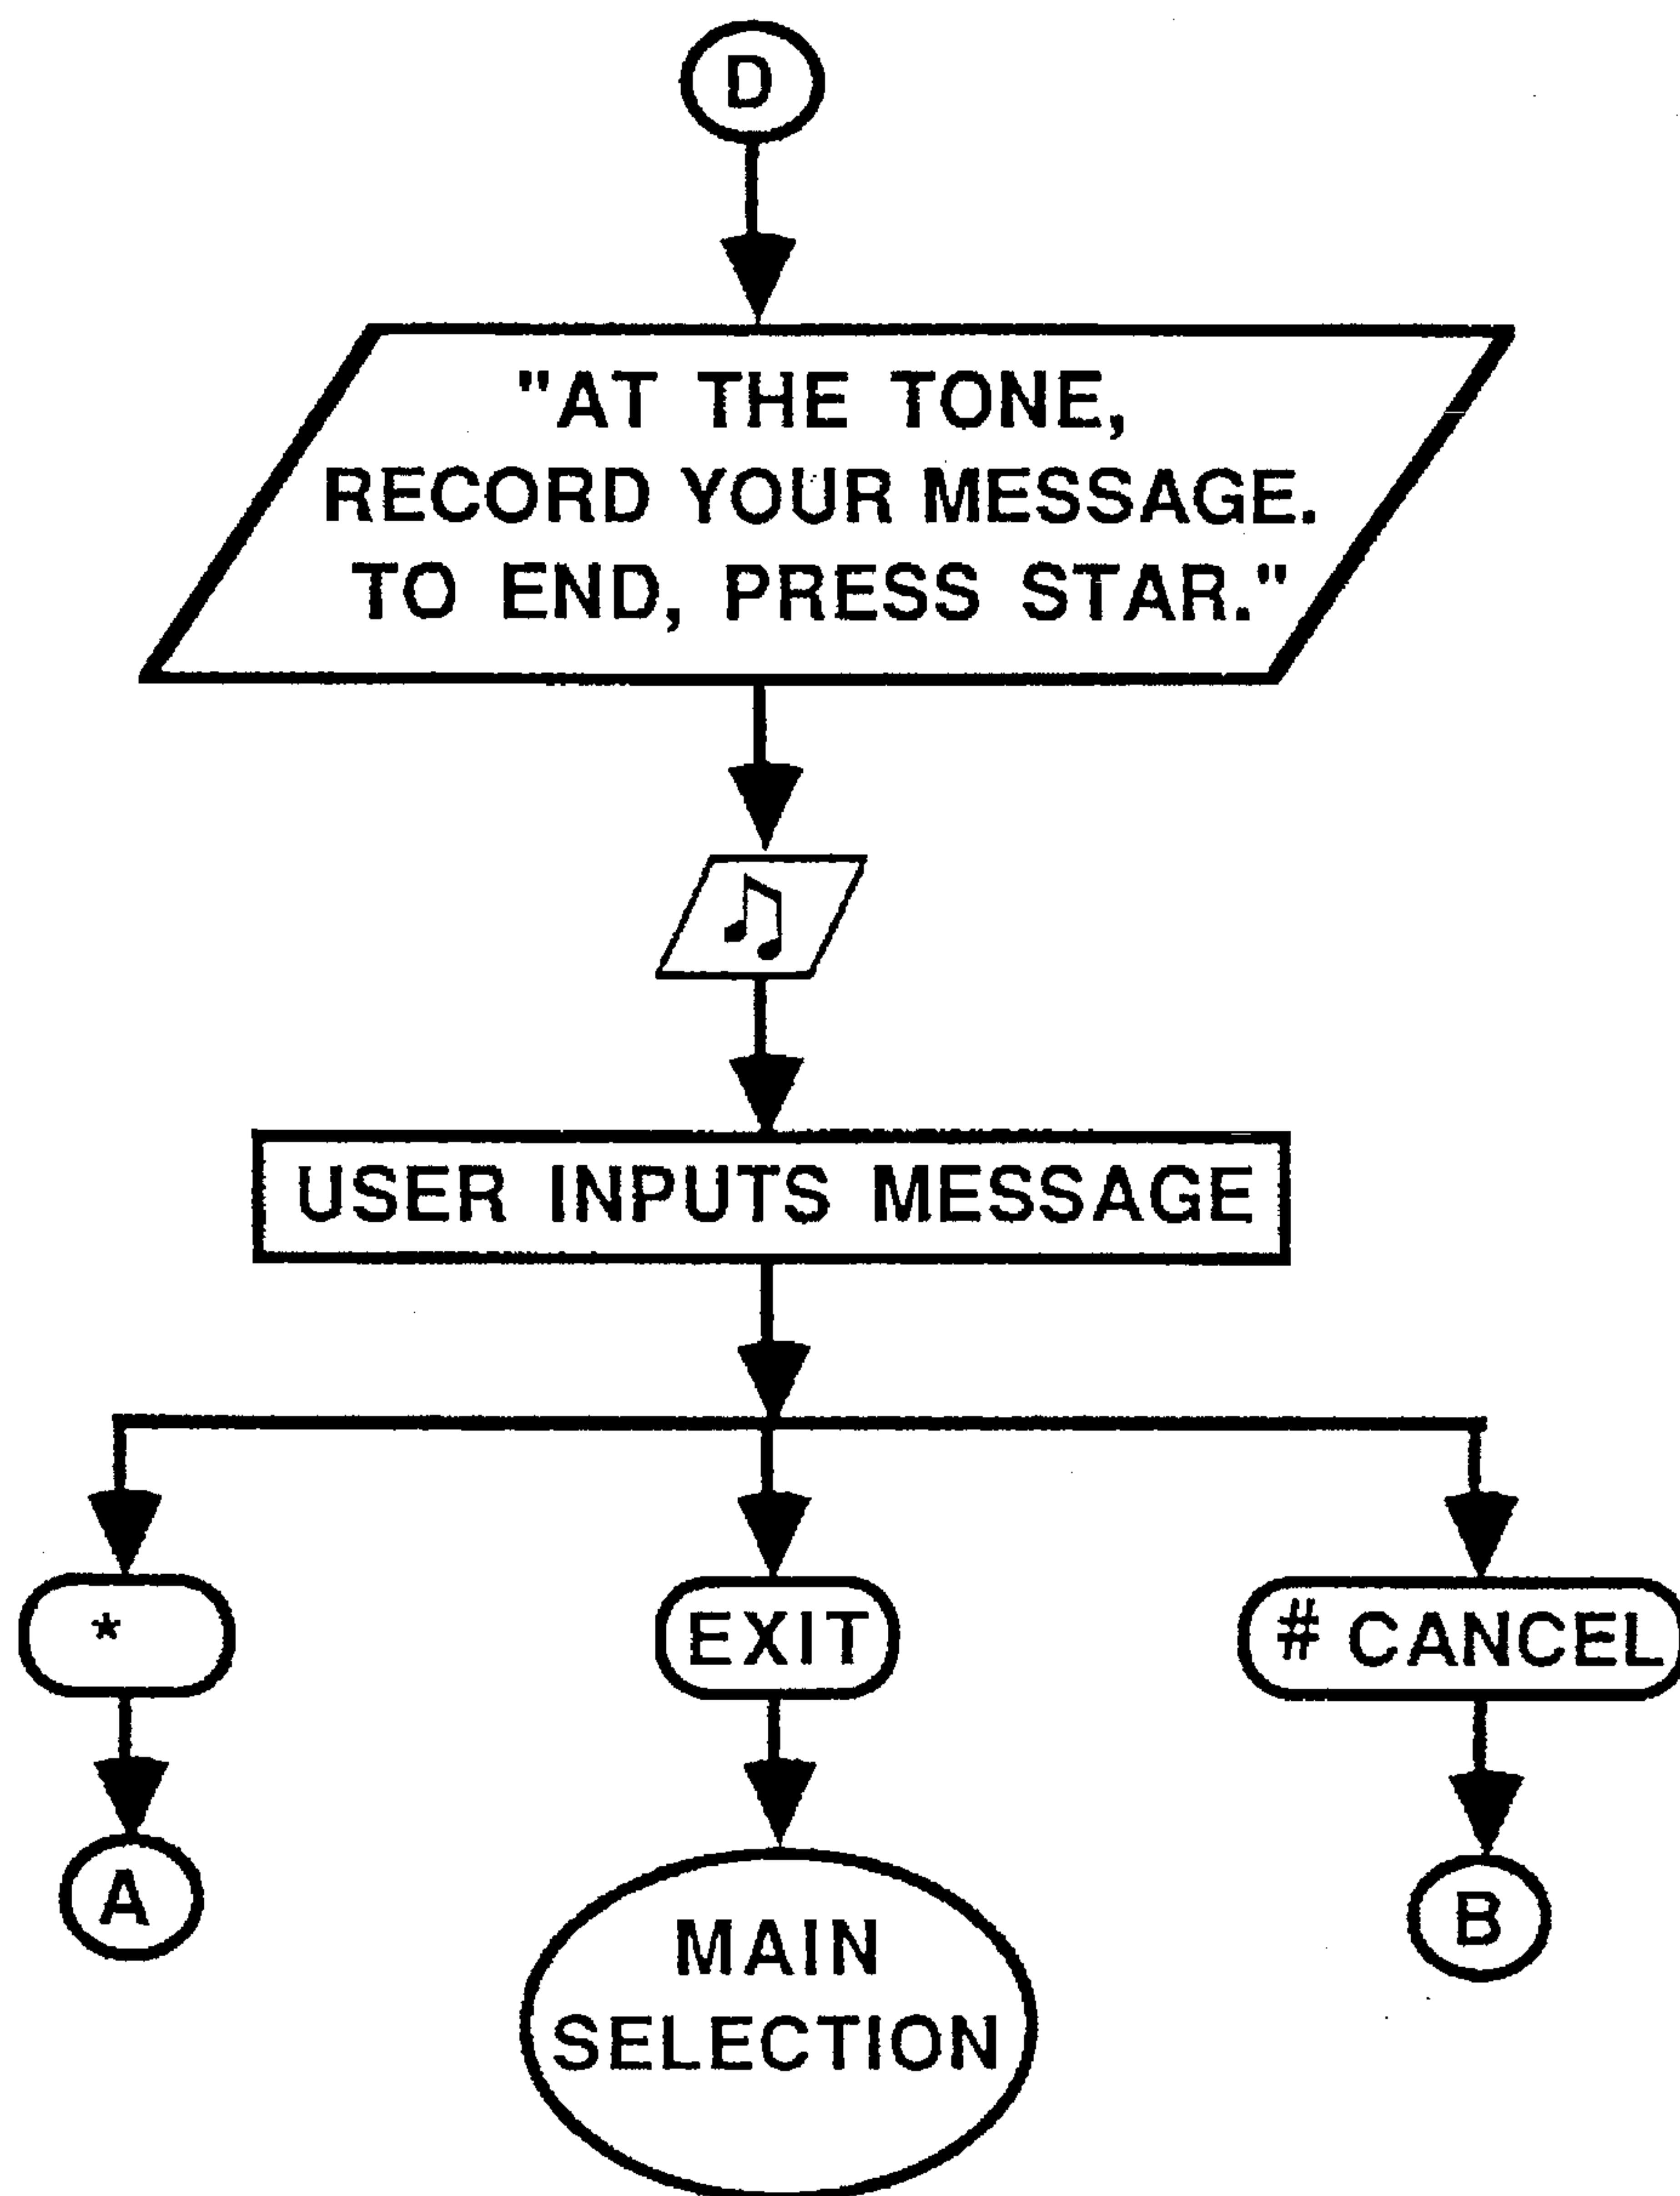 D
"AT THE TONE,
RECORD YOUR MESSAGE.
TO END, PRESS STAR."
USER INPUTS MESSAGE
*
EXIT
# CANCEL
A
MAIN
SELECTION
B